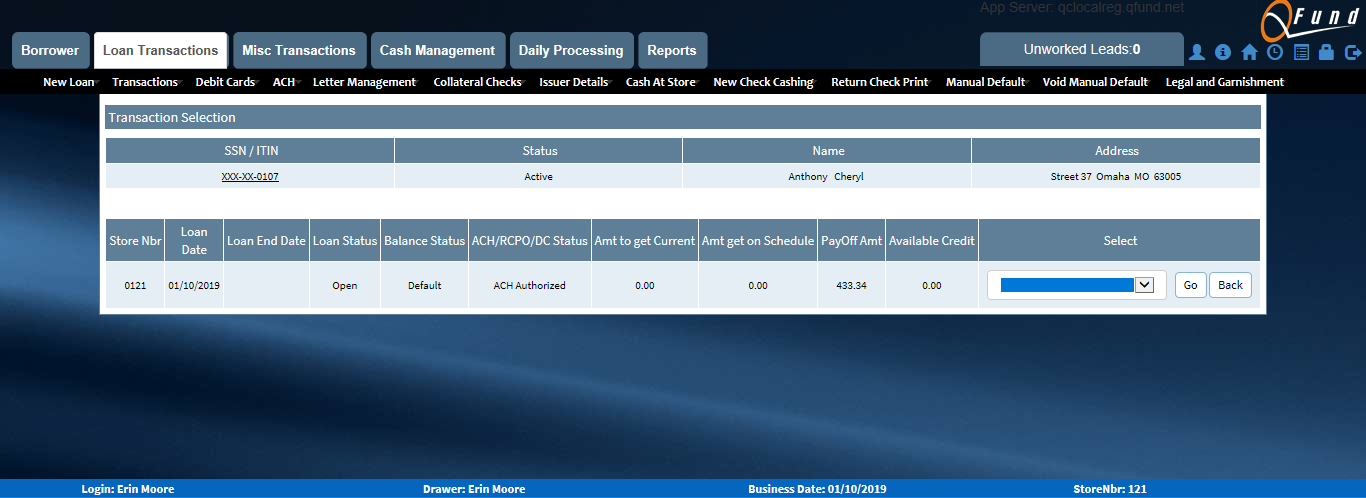 App Server: qclocalreg.qfund.net
QFund
Borrower Loan Transactions Misc Transactions Cash Management Daily Processing Reports Unworked Leads:0
New Loan Transactions Debit Cards ACH Letter Management Collateral Checks Issuer Details Cash At Store New Check Cashing Return Check Print Manual Default Void Manual Default Legal and Garnishment
Transaction Selection
SSN / ITIN Status Name Address
XXX-XX-0107 Active Anthony Cheryl Street 37 Omaha MO 63005
Store Nbr Loan Date Loan End Date Loan Status Balance Status ACH/RCPO/DC Status Amt to get Current Amt get on Schedule PayOff Amt Available Credit Select
0121 01/10/2019 Open Default ACH Authorized 0.00 0.00 433.34 0.00 Go Back
Login: Erin Moore Drawer: Erin Moore Business Date: 01/10/2019 StoreNbr: 121